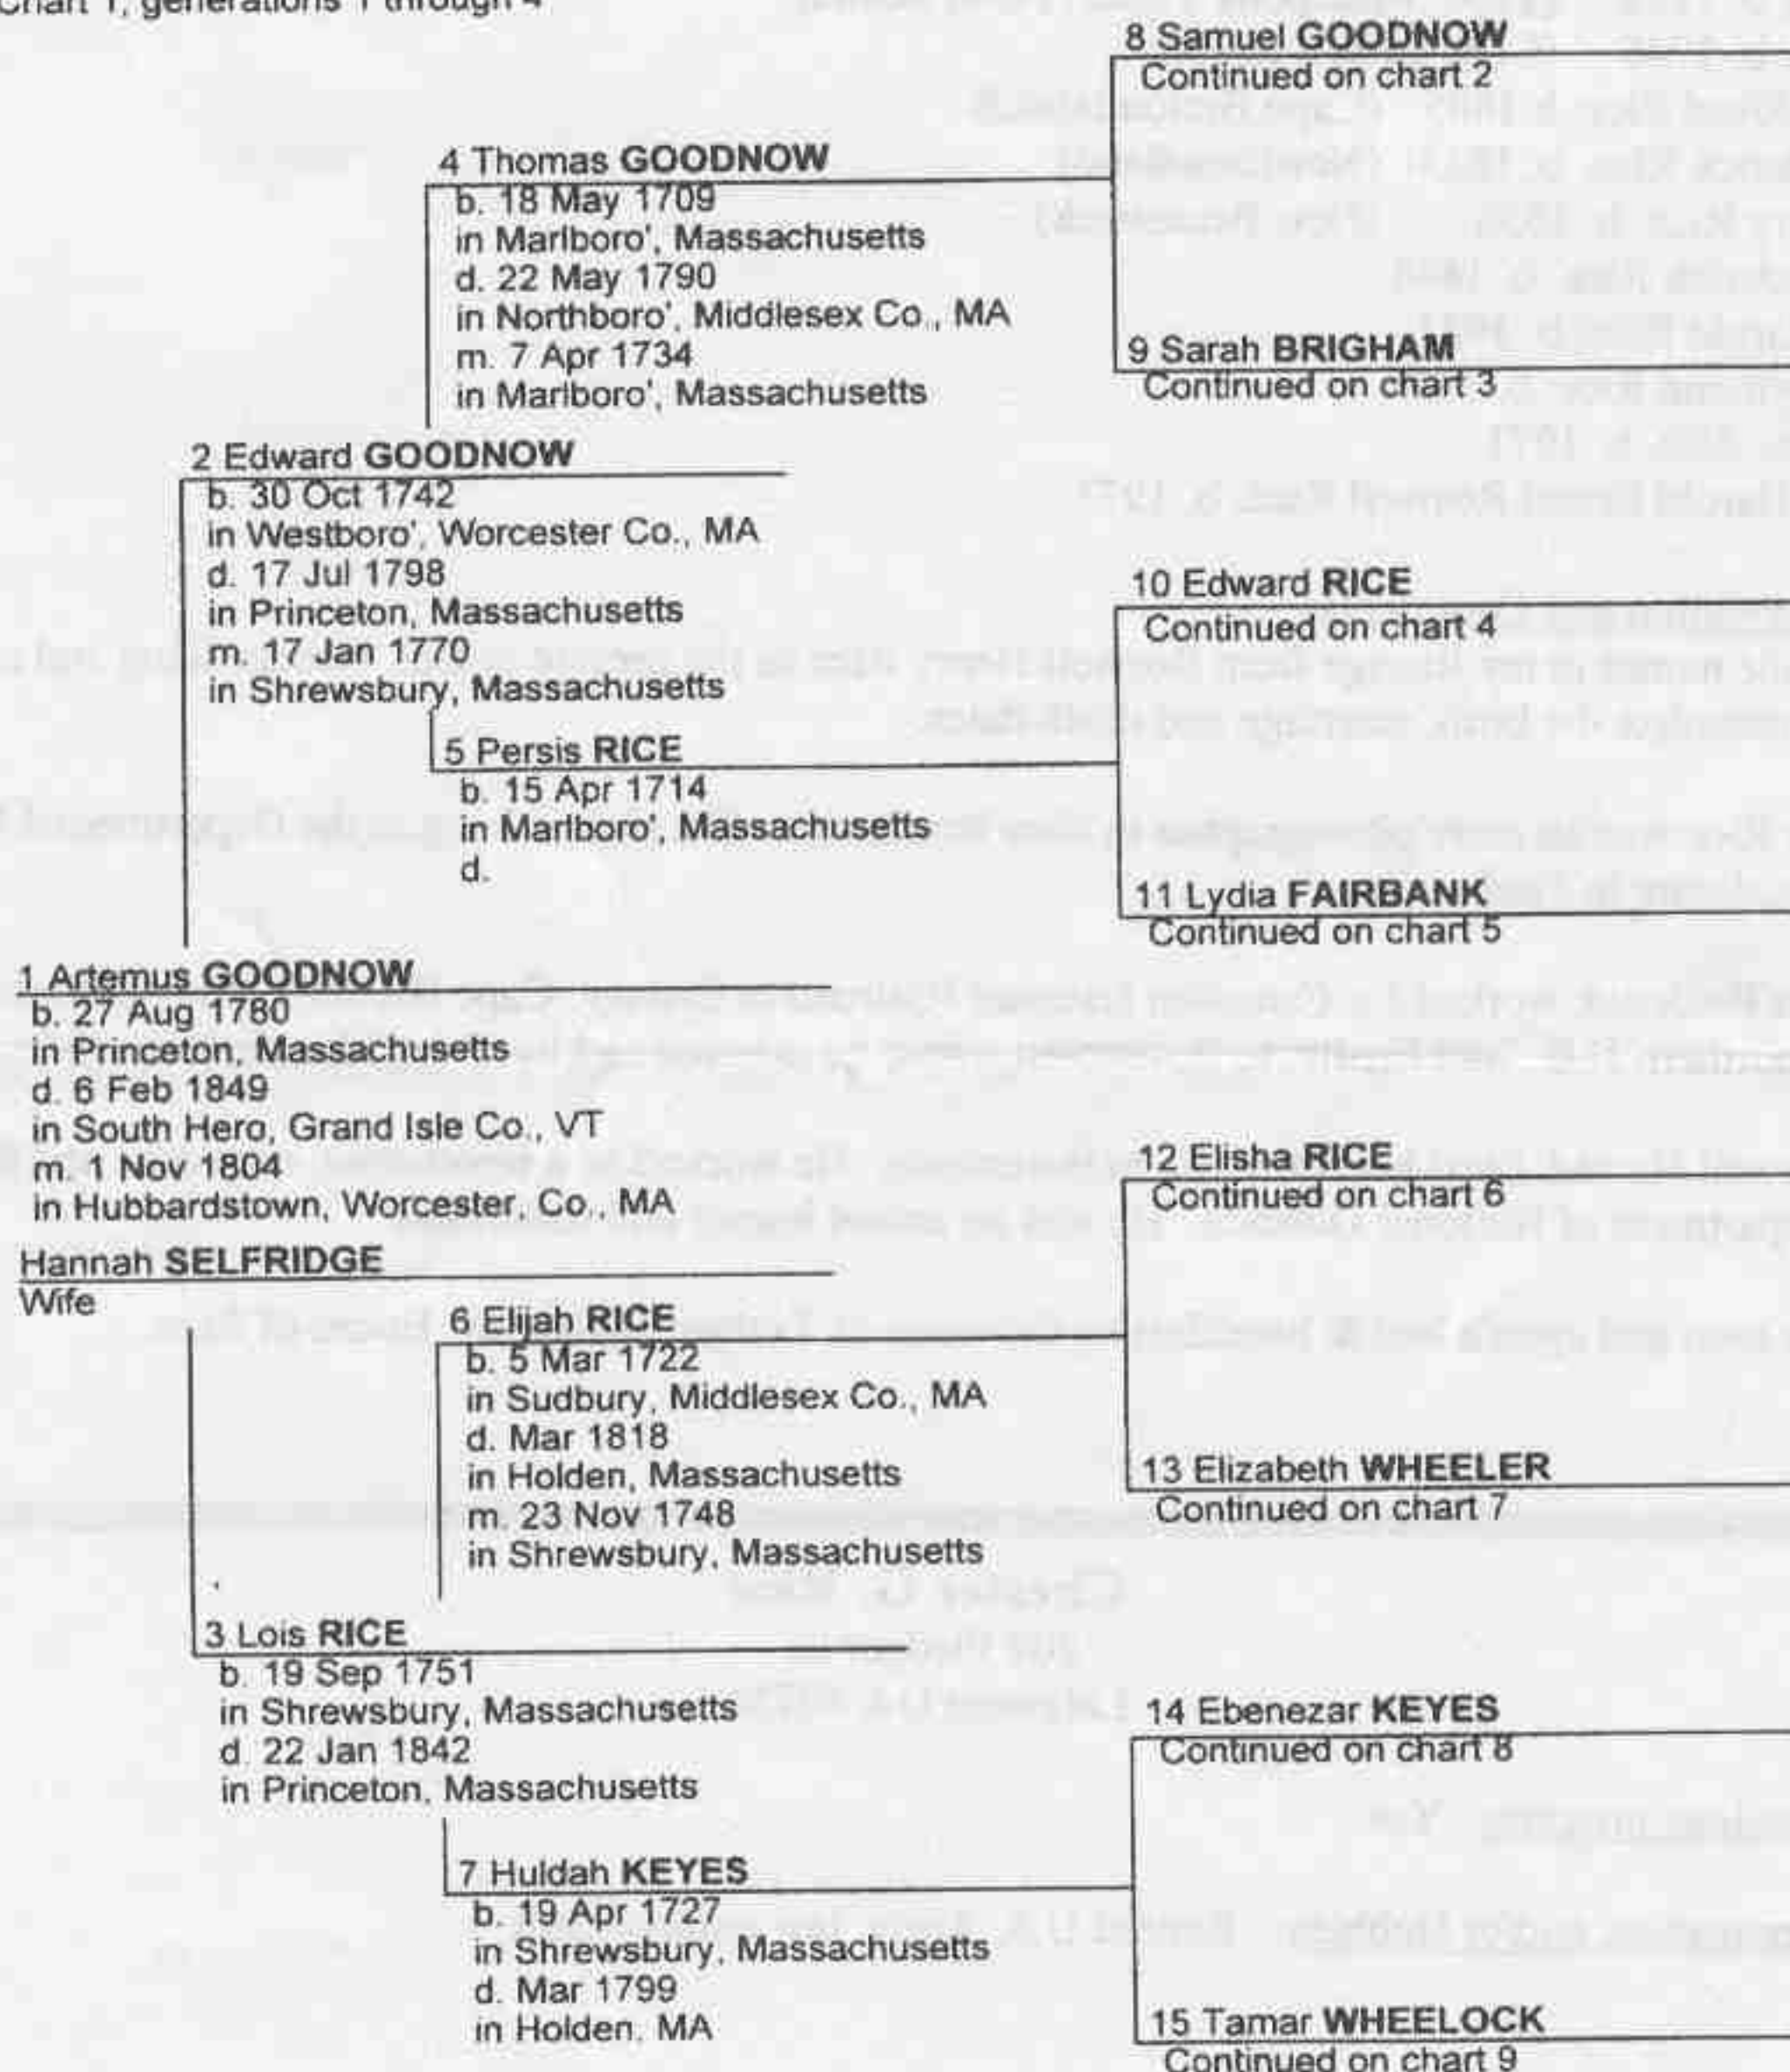 Chart 1, generations 1 through 4
8 Samuel GOODNOW
Continued on chart 2
4 Thomas GOODNOW
b. 18 May 1709
in Marlboro', Massachusetts
d. 22 May 1790
in Northboro', Middlesex Co., MA
m. 7 Apr 1734
in Marlboro', Massachusetts
9 Sarah BRIGHAM
Continued on chart 3
2 Edward GOODNOW
b. 30 Oct 1742
in Westboro', Worcester Co., MA
d. 17 Jul 1798
in Princeton, Massachusetts
m. 17 Jan 1770
in Shrewsbury, Massachusetts
10 Edward RICE
Continued on chart 4
5 Persis RICE
b. 15 Apr 1714
in Marlboro', Massachusetts
d.
11 Lydia FAIRBANK
Continued on chart 5
1 Artemus GOODNOW
b. 27 Aug 1780
in Princeton, Massachusetts
d. 6 Feb 1849
in South Hero, Grand Isle Co., VT
m. 1 Nov 1804
in Hubbardstown, Worcester, Co., MA
Hannah SELFRIDGE
Wife
12 Elisha RICE
Continued on chart 6
6 Elijah RICE
b. 5 Mar 1722
in Sudbury, Middlesex Co., MA
d. Mar 1818
in Holden, Massachusetts
m. 23 Nov 1748
in Shrewsbury, Massachusetts
13 Elizabeth WHEELER
Continued on chart 7
3 Lois RICE
b. 19 Sep 1751
in Shrewsbury, Massachusetts
d. 22 Jan 1842
in Princeton, Massachusetts
14 Ebenezar KEYES
Continued on chart 8
7 Huldah KEYES
b. 19 Apr 1727
in Shrewsbury, Massachusetts
d. Mar 1799
in Holden, MA
15 Tamar WHEELOCK
Continued on chart 9